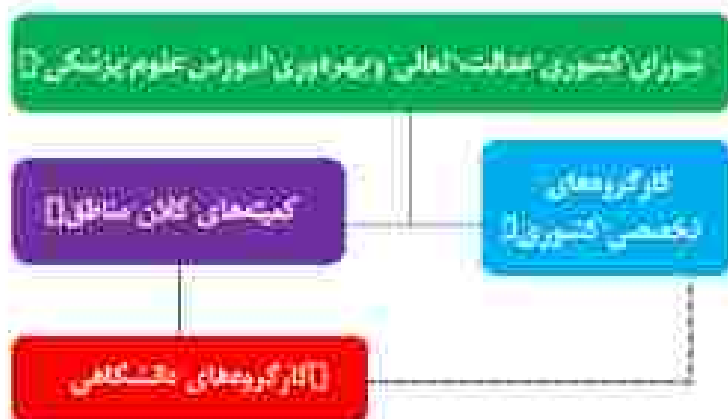 شورای کشوری عدالت، تعالی و بهره‌وری آموزش علوم پزشکی
کارگروه‌های
تخصصی کشوری
کمیته‌های کلان مناطق
کارگروه‌های دانشگاهی